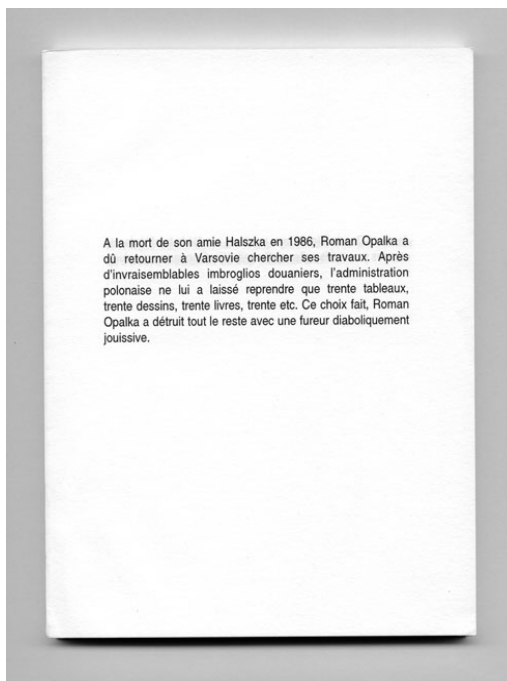 A la mort de son amie Halszka en 1986, Roman Opalka a
dû retourner à Varsovie chercher ses travaux. Après
d'invraisemblables imbroglios douaniers, l'administration
polonaise ne lui a laissé reprendre que trente tableaux,
trente dessins, trente livres, trente etc. Ce choix fait, Roman
Opalka a détruit tout le reste avec une fureur diaboliquement
jouissive.